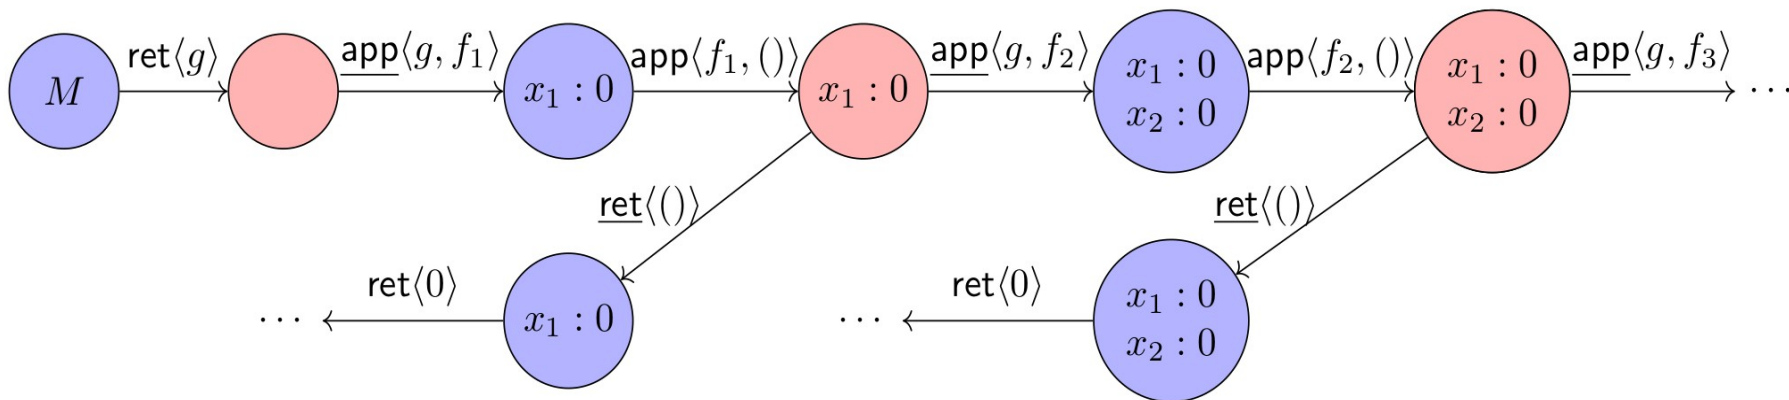 ret⟨g⟩ app⟨g, f₁⟩ app⟨f₁, ()⟩ app⟨g, f₂⟩ app⟨f₂, ()⟩ app⟨g, f₃⟩
M x₁ : 0 x₁ : 0 x₁ : 0 x₁ : 0 ···
x₂ : 0 x₂ : 0
ret⟨()⟩ ret⟨()⟩
ret⟨0⟩ ret⟨0⟩
··· x₁ : 0 ··· x₁ : 0
x₂ : 0